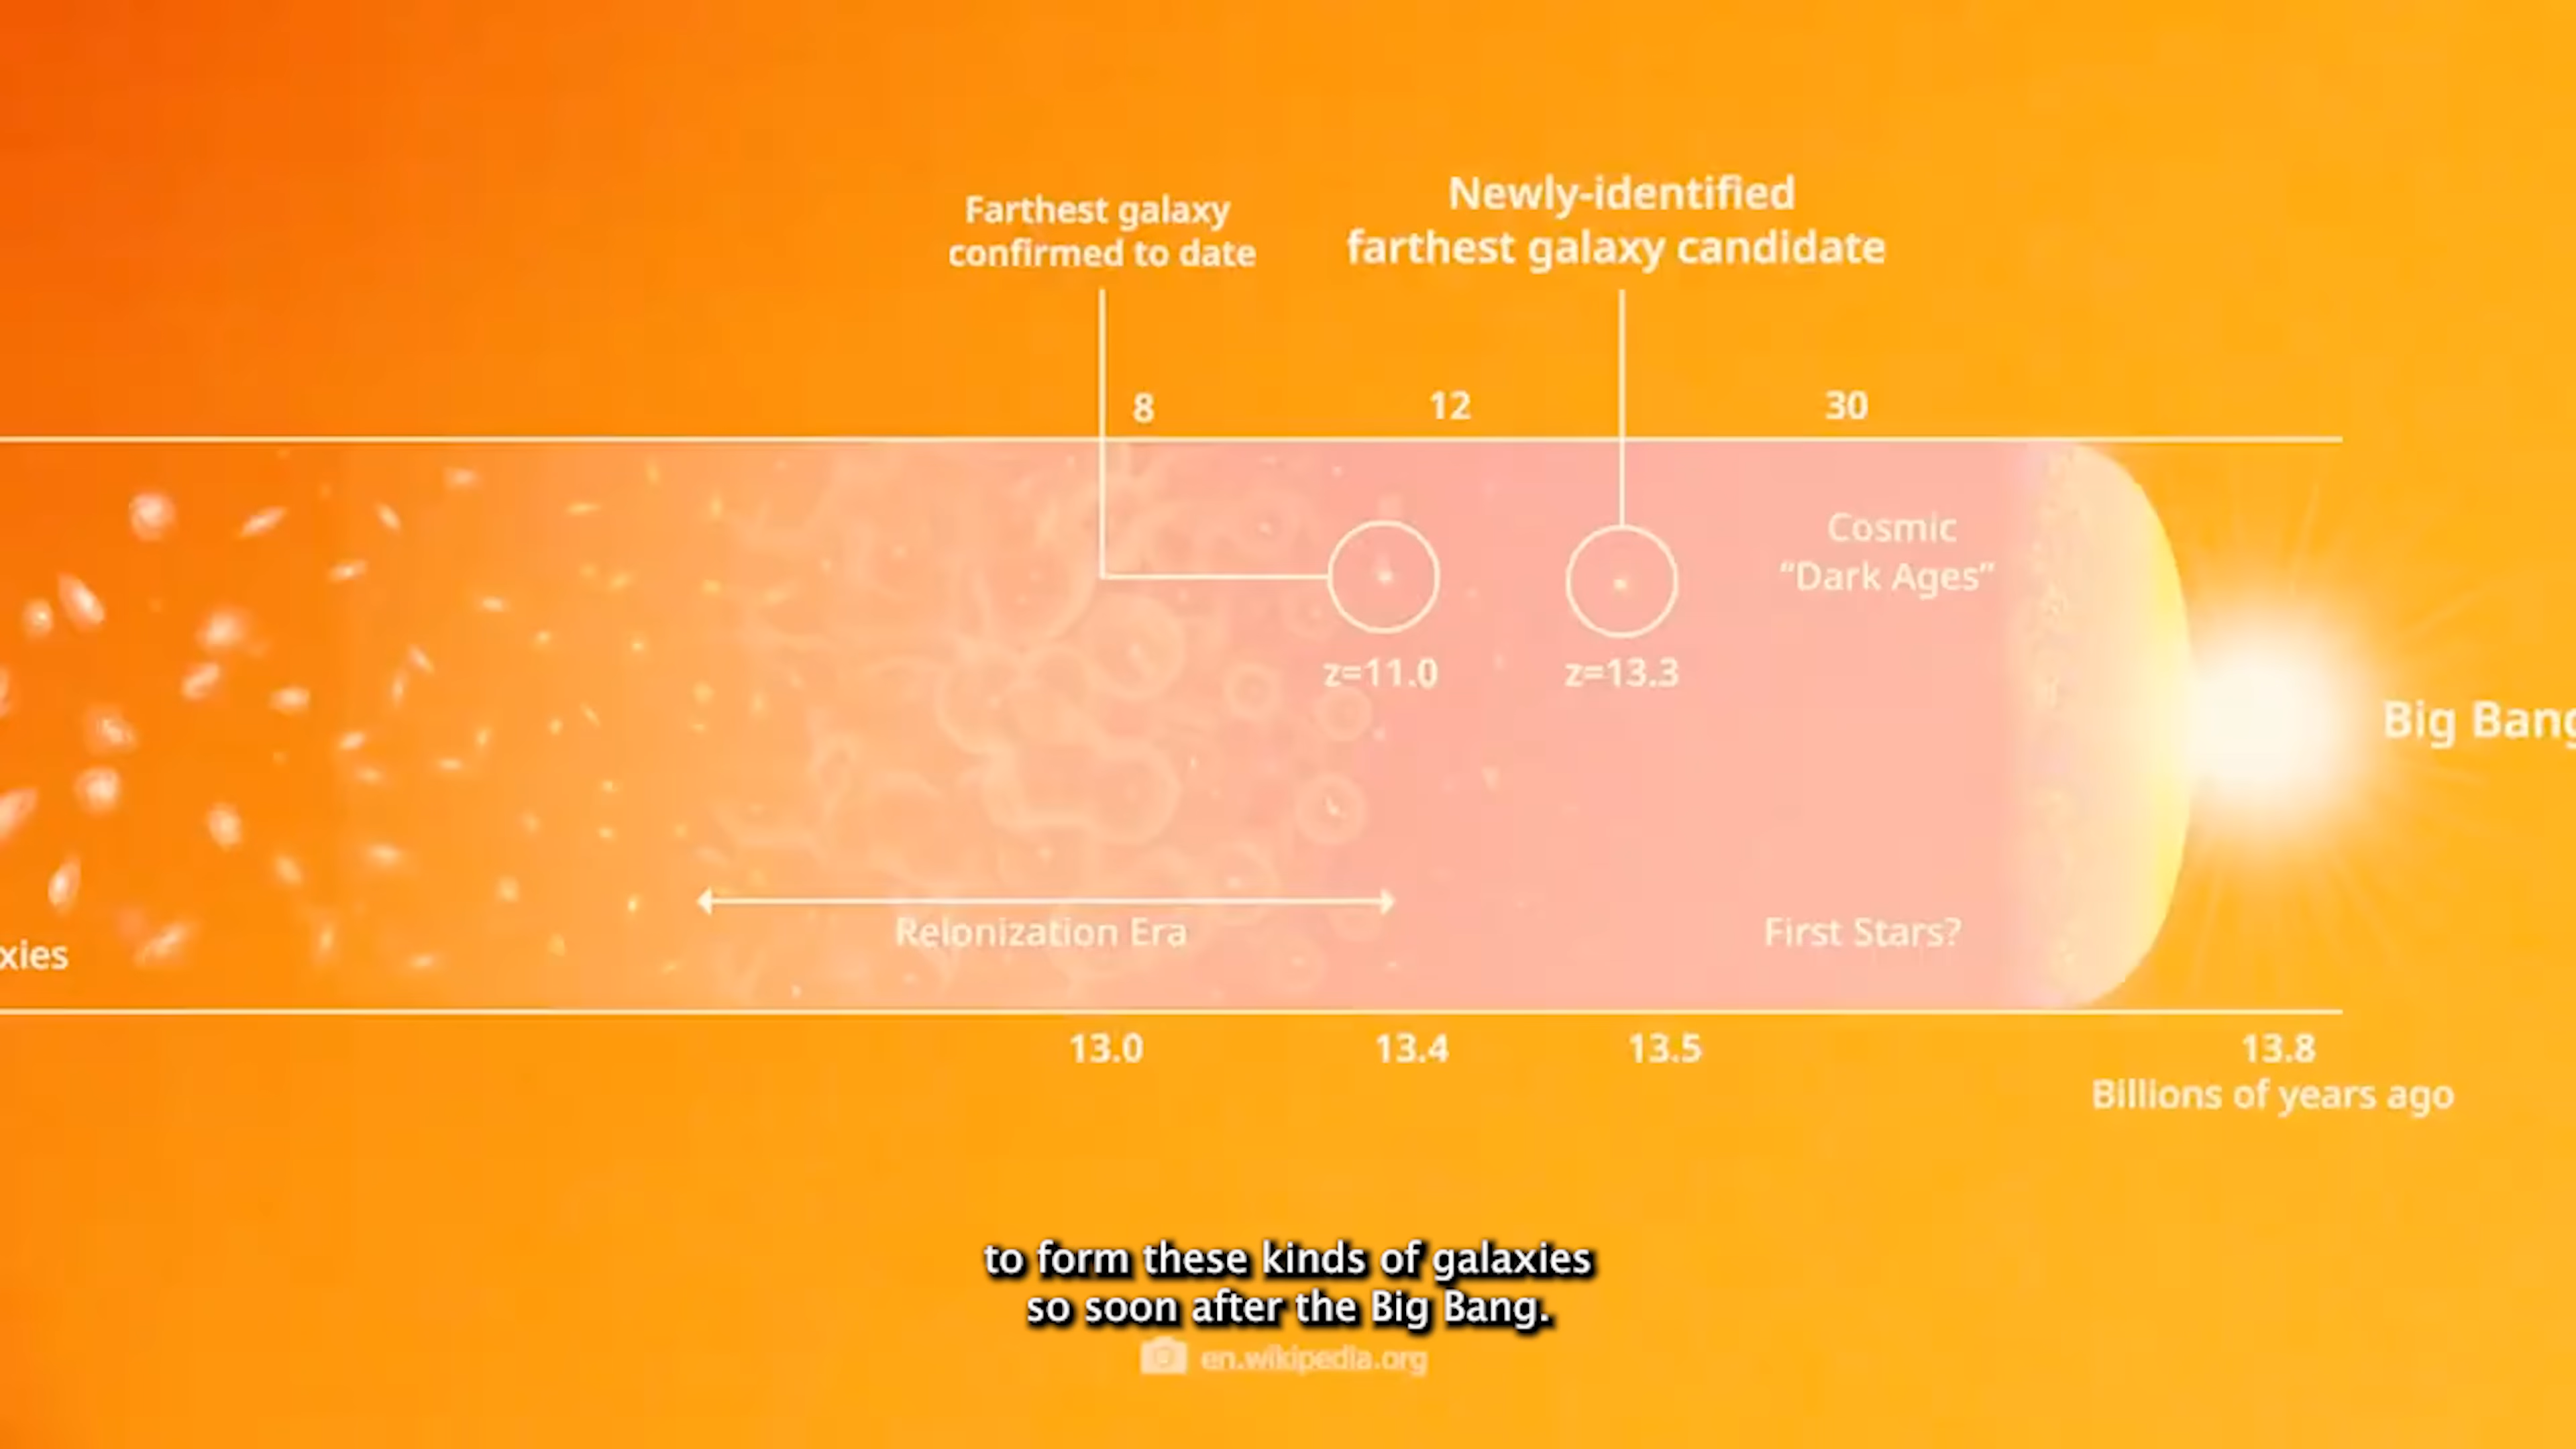 Farthest galaxy
confirmed to date
Newly-identified
farthest galaxy candidate
8
12
30
Cosmic
“Dark Ages”
z=11.0
z=13.3
Big Bang
Reionization Era
First Stars?
xies
13.0
13.4
13.5
13.8
Billions of years ago
to form these kinds of galaxies
so soon after the Big Bang.
en.wikipedia.org